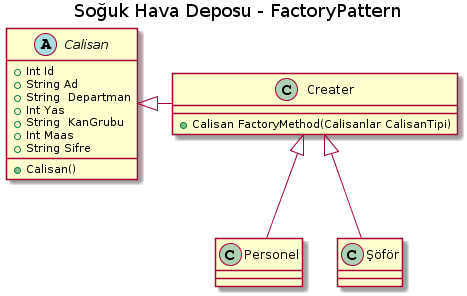 Soğuk Hava Deposu - FactoryPattern
A Calisan
Int Id
String Ad
String Departman
Int Yas
String KanGrubu
Int Maas
String Sifre
Calisan()
C Creater
Calisan FactoryMethod(Calisanlar CalisanTipi)
C Personel
C Şöför